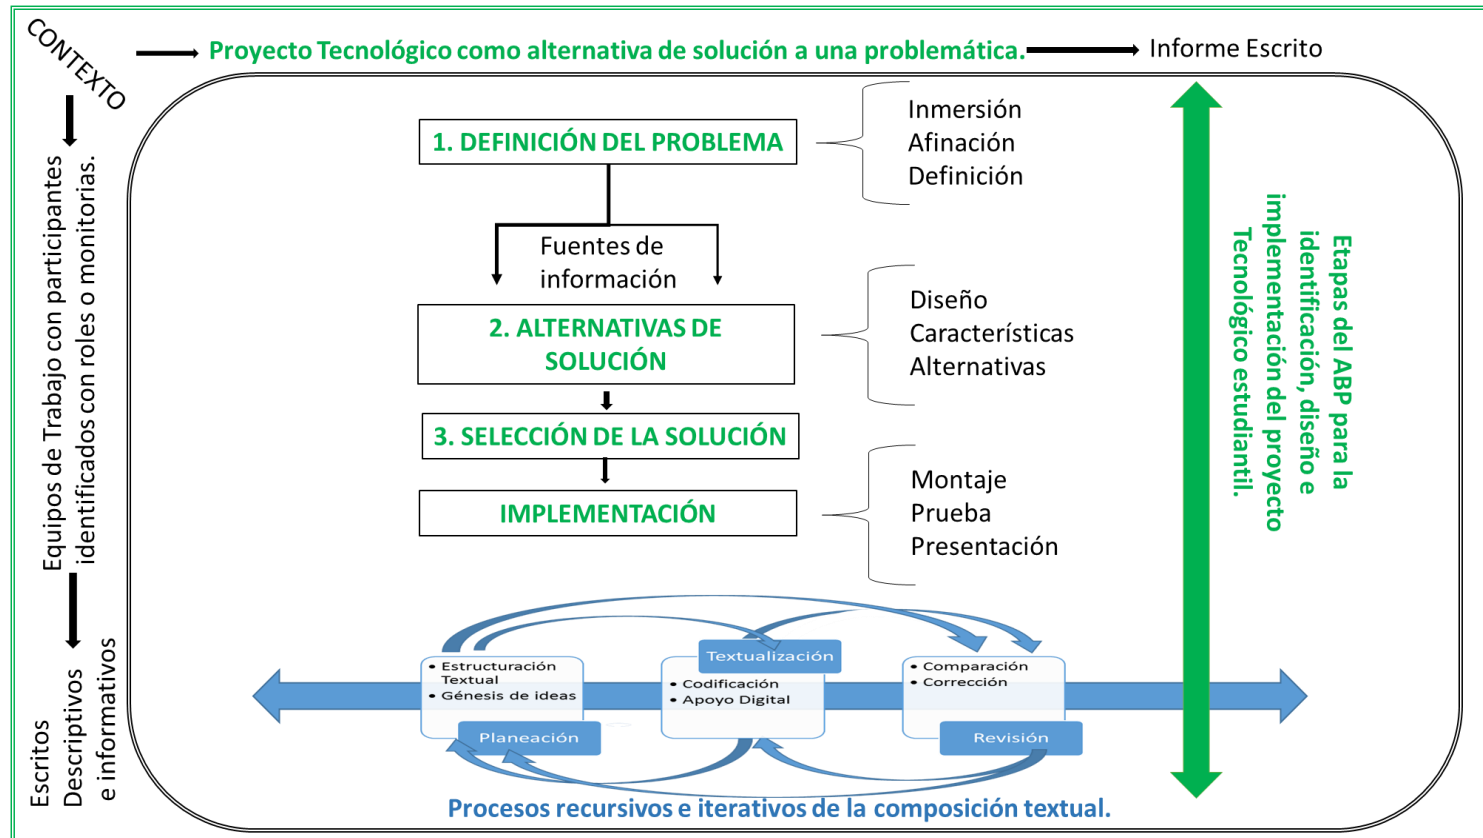 CONTEXTO
Proyecto Tecnológico como alternativa de solución a una problemática.
Informe Escrito
Equipos de Trabajo con participantes
identificados con roles o monitorias.
Escritos
Descriptivos
e informativos
1. DEFINICIÓN DEL PROBLEMA
Inmersión
Afinación
Definición
Fuentes de
información
2. ALTERNATIVAS DE
SOLUCIÓN
Diseño
Características
Alternativas
3. SELECCIÓN DE LA SOLUCIÓN
IMPLEMENTACIÓN
Montaje
Prueba
Presentación
Etapas del ABP para la
identificación, diseño e
implementación del proyecto
Tecnológico estudiantil.
• Estructuración
Textual
• Génesis de ideas
Planeación
Textualización
• Codificación
• Apoyo Digital
• Comparación
• Corrección
Revisión
Procesos recursivos e iterativos de la composición textual.